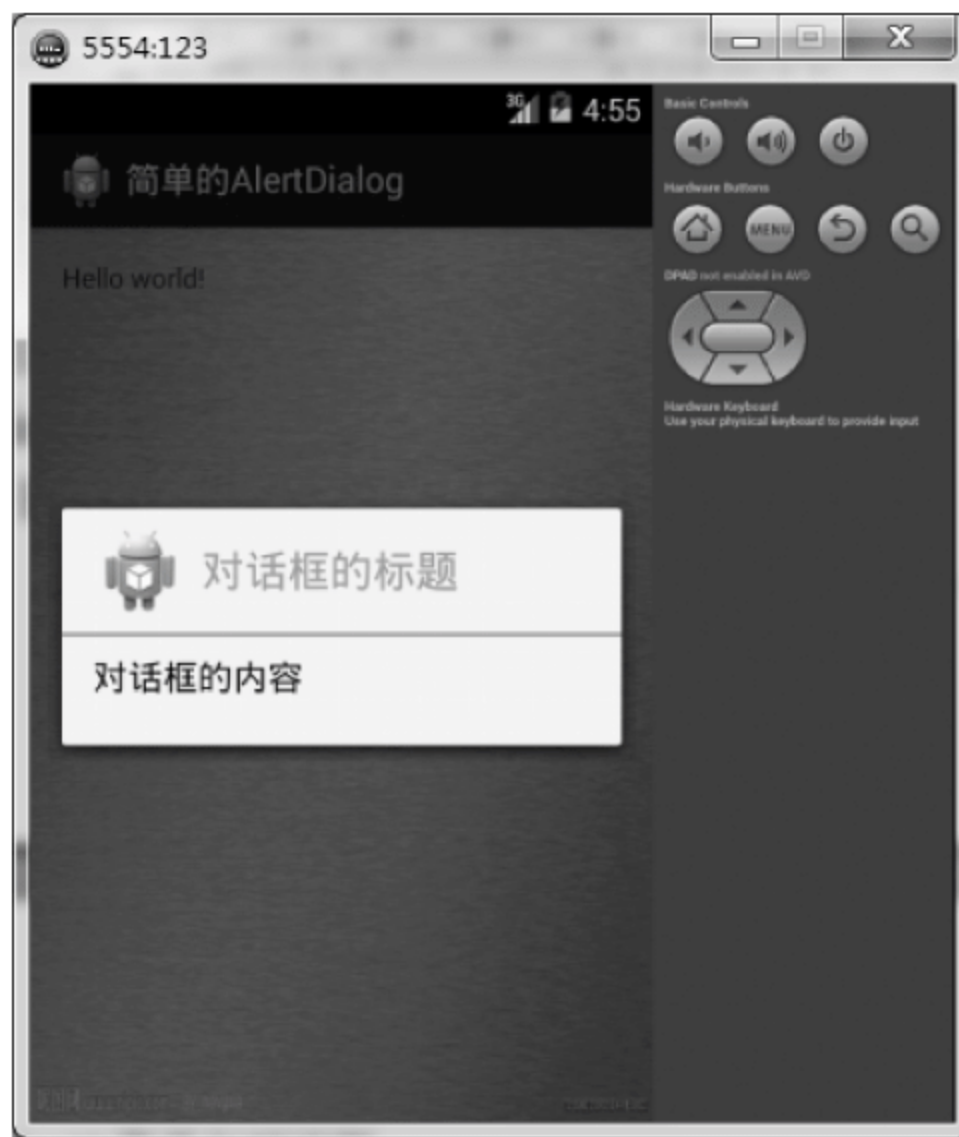 5554:123
3G 4:55
简单的AlertDialog
Hello world!
对话框的标题
对话框的内容
Basic Controls
Hardware Buttons
MENU
DPAD not enabled in AVD
Hardware Keyboard
Use your physical keyboard to provide input